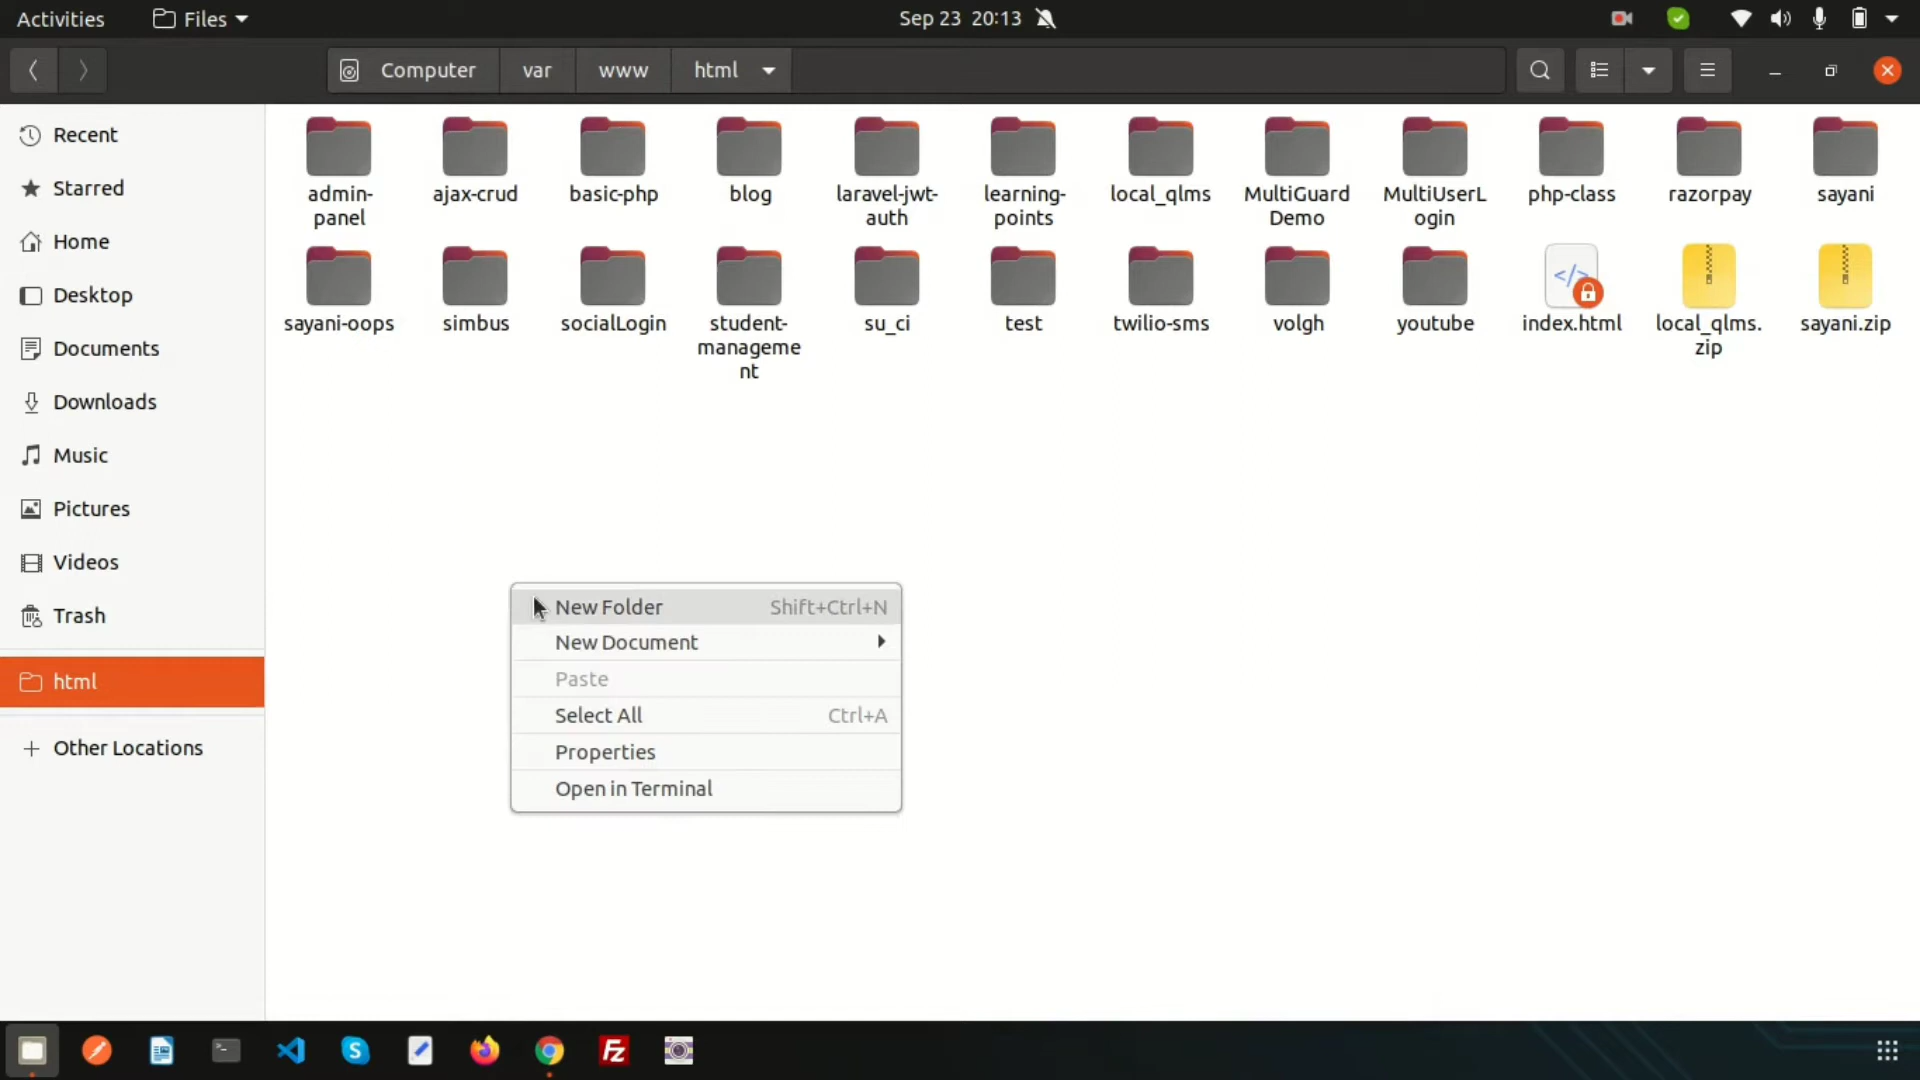 Activities Files Sep 23 20:13
Computer var www html
Recent
Starred
Home
Desktop
Documents
Downloads
Music
Pictures
Videos
Trash
html
Other Locations
admin-
panel
ajax-crud
basic-php
blog
laravel-jwt-
auth
learning-
points
local_qlms
MultiGuard
Demo
MultiUserL
ogin
php-class
razorpay
sayani
sayani-oops
simbus
socialLogin
student-
manageme
nt
su_ci
test
twilio-sms
volgh
youtube
</>
index.html
local_qlms.
zip
sayani.zip
New Folder Shift+Ctrl+N
New Document
Paste
Select All Ctrl+A
Properties
Open in Terminal
>_
S
Fz